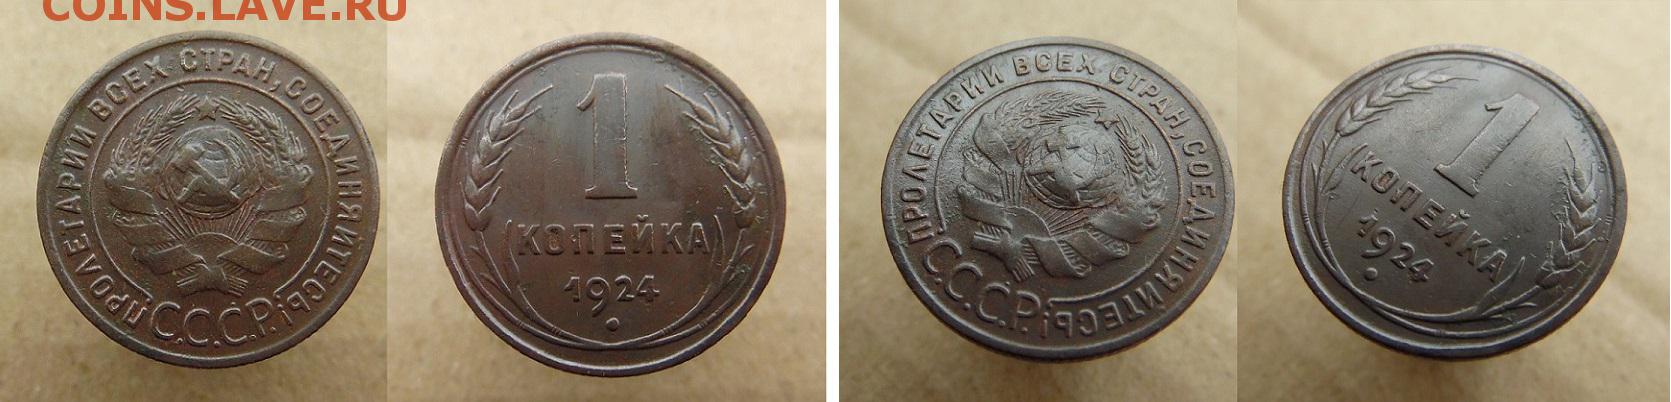 COINS.LAVE.RU
ПРОЛЕТАРИИ ВСЕХ СТРАН, СОЕДИНЯЙТЕСЬ!
С.С.С.Р.
1
КОПЕЙКА
1924
ПРОЛЕТАРИИ ВСЕХ СТРАН, СОЕДИНЯЙТЕСЬ!
С.С.С.Р.
1
КОПЕЙКА
1924